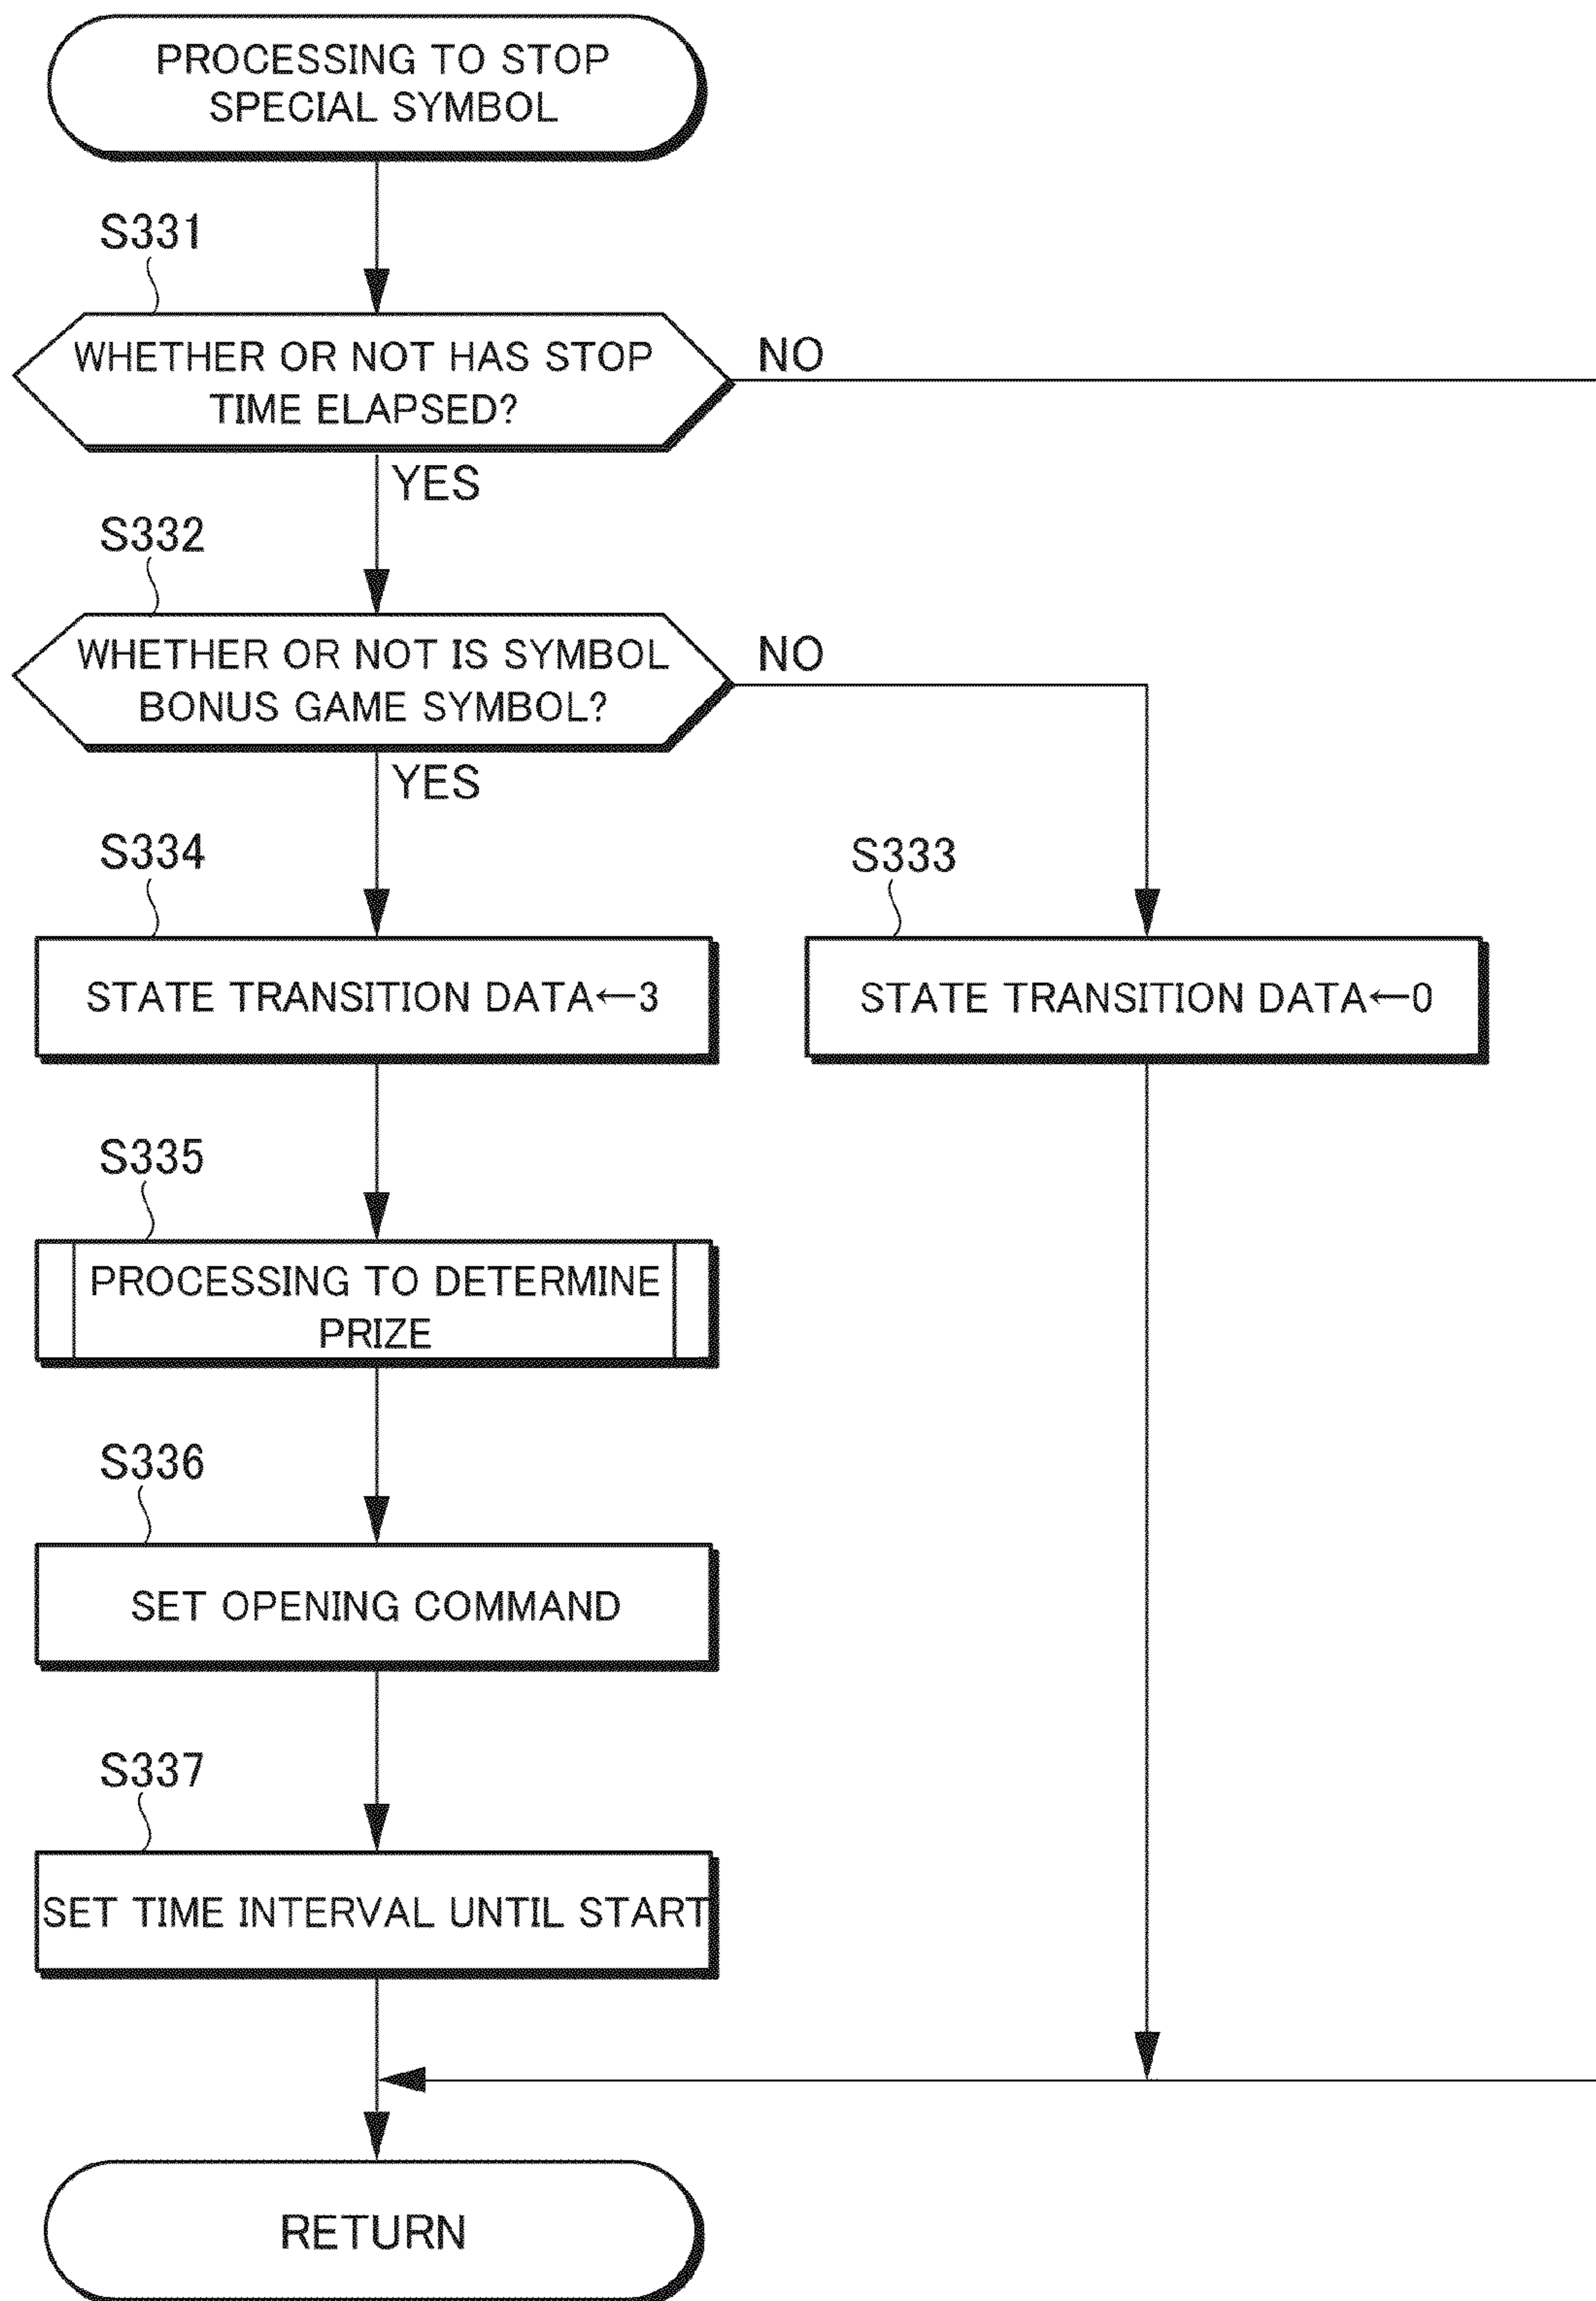 PROCESSING TO STOP
SPECIAL SYMBOL
S331
WHETHER OR NOT HAS STOP
TIME ELAPSED?
NO
YES
S332
WHETHER OR NOT IS SYMBOL
BONUS GAME SYMBOL?
NO
YES
S334
STATE TRANSITION DATA←3
S333
STATE TRANSITION DATA←0
S335
PROCESSING TO DETERMINE
PRIZE
S336
SET OPENING COMMAND
S337
SET TIME INTERVAL UNTIL START
RETURN